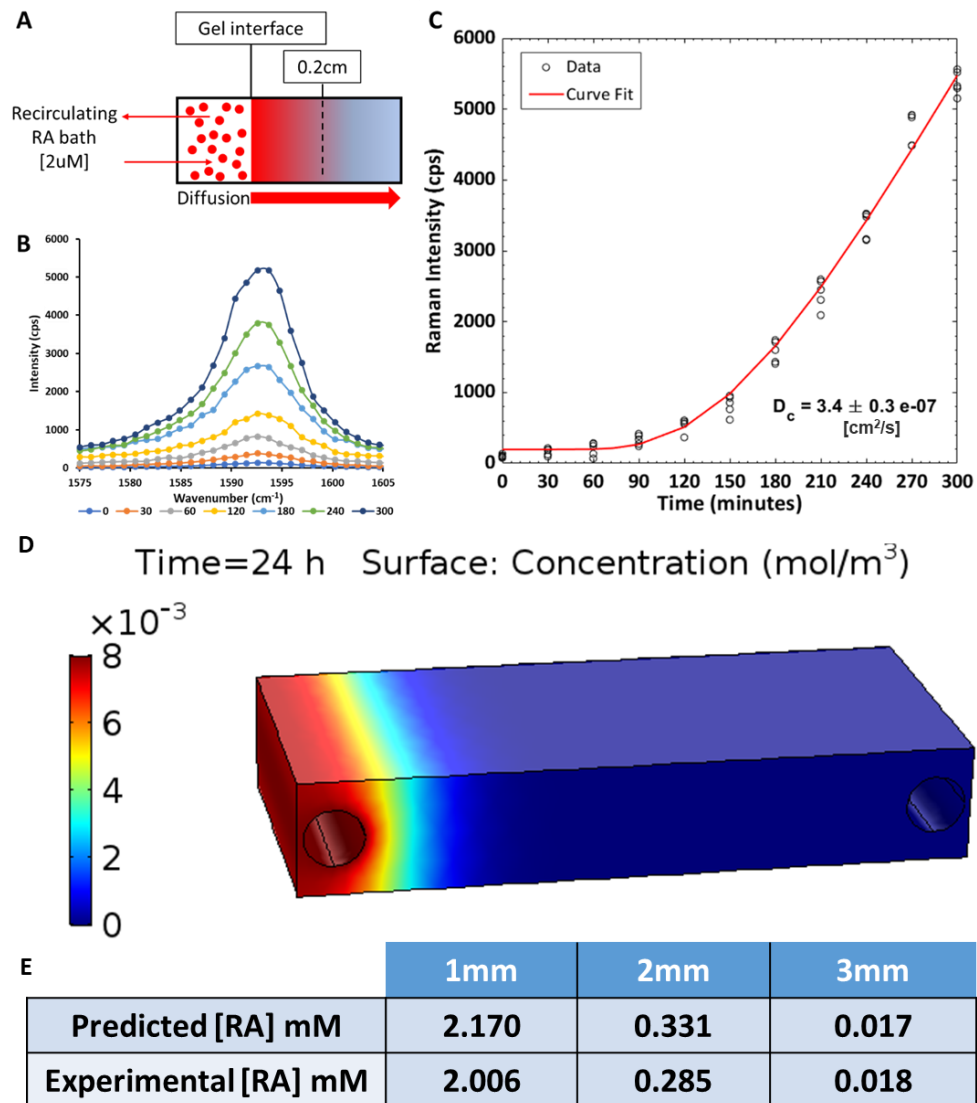 A
Gel interface
0.2cm
Recirculating
RA bath
[2uM]
Diffusion
B
6000
5000
4000
3000
2000
1000
0
Intensity (cps)
1575 1580 1585 1590 1595 1600 1605
Wavenumber (cm-1)
0 30 60 120 180 240 300
C
6000
5000
4000
3000
2000
1000
0
Raman Intensity (cps)
Data
Curve Fit
Dc = 3.4 ± 0.3 e-07
[cm²/s]
0 30 60 90 120 150 180 210 240 270 300
Time (minutes)
D
Time=24 h Surface: Concentration (mol/m³)
×10⁻³
8
6
4
2
0
E
1mm 2mm 3mm
Predicted [RA] mM 2.170 0.331 0.017
Experimental [RA] mM 2.006 0.285 0.018